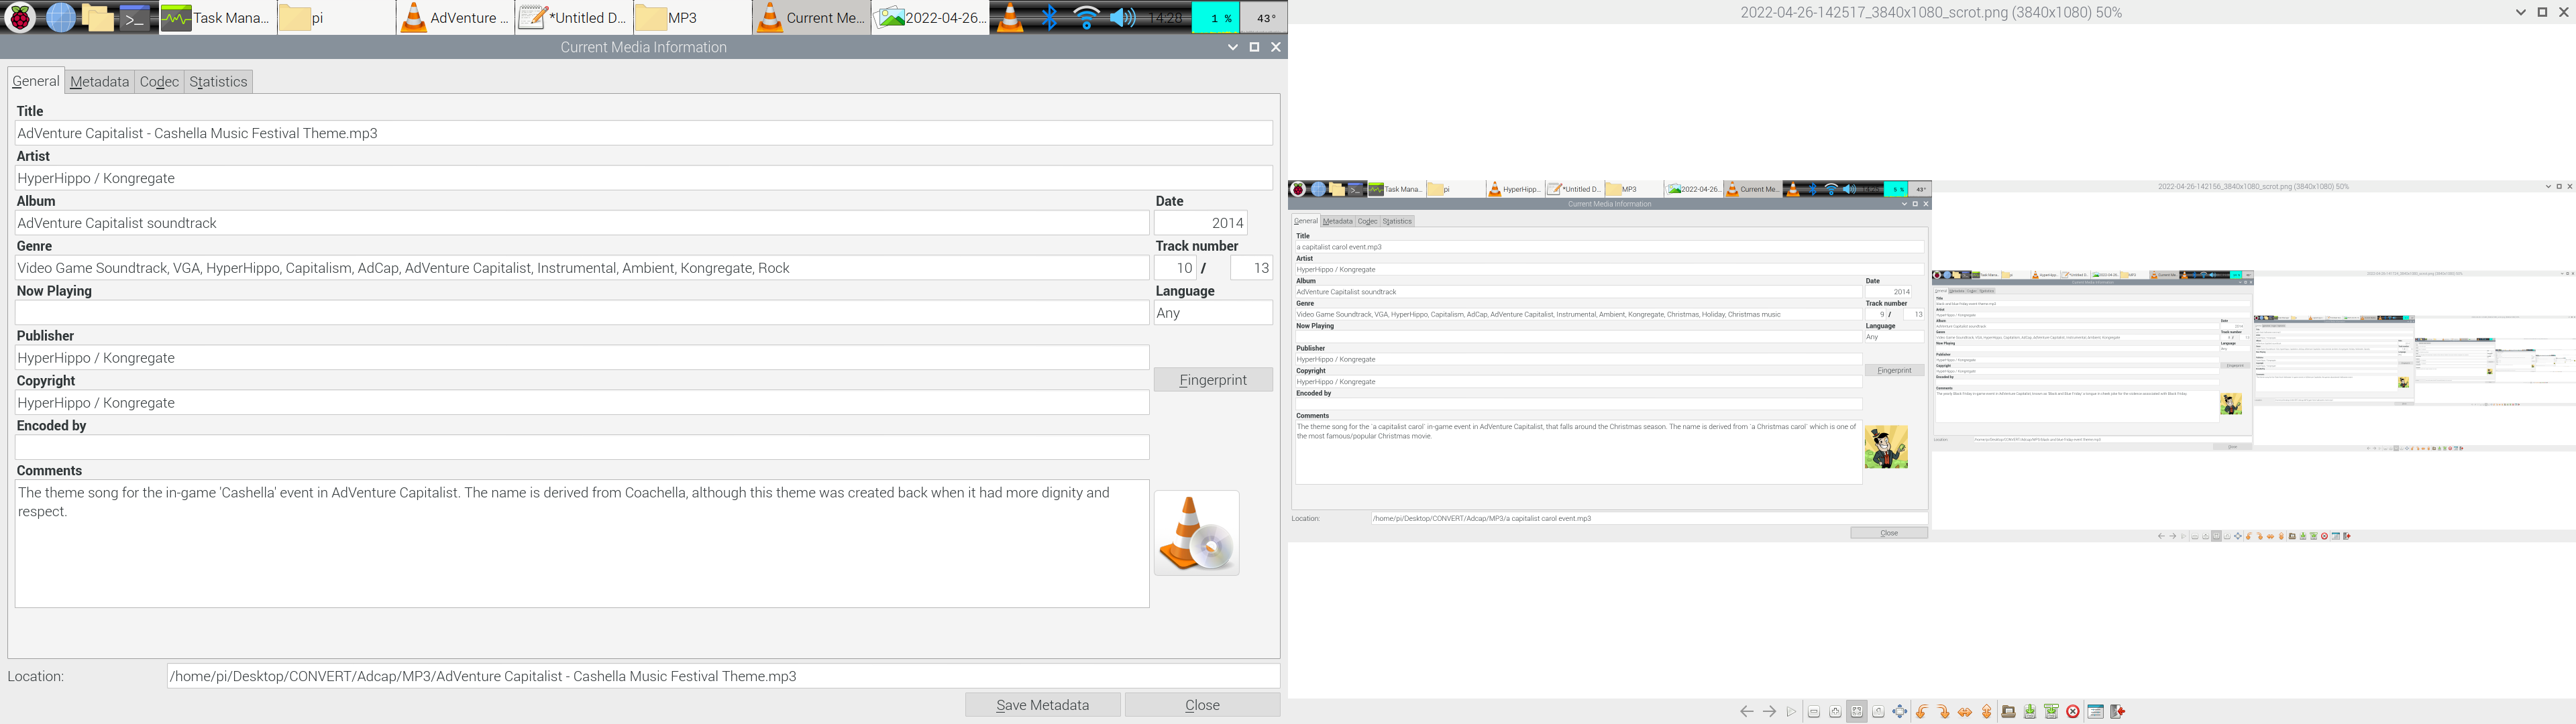 Task Mana...
pi
AdVenture ...
*Untitled D...
MP3
Current Me...
2022-04-26...
14:28
1 %
43°
Current Media Information
General
Metadata
Codec
Statistics
Title
AdVenture Capitalist - Cashella Music Festival Theme.mp3
Artist
HyperHippo / Kongregate
Album
Date
AdVenture Capitalist soundtrack
2014
Genre
Track number
Video Game Soundtrack, VGA, HyperHippo, Capitalism, AdCap, AdVenture Capitalist, Instrumental, Ambient, Kongregate, Rock
10 / 13
Now Playing
Language
Any
Publisher
HyperHippo / Kongregate
Fingerprint
Copyright
HyperHippo / Kongregate
Encoded by
Comments
The theme song for the in-game 'Cashella' event in AdVenture Capitalist. The name is derived from Coachella, although this theme was created back when it had more dignity and
respect.
Location:
/home/pi/Desktop/CONVERT/Adcap/MP3/AdVenture Capitalist - Cashella Music Festival Theme.mp3
Save Metadata
Close
2022-04-26-142517_3840x1080_scrot.png (3840x1080) 50%
Task Mana...
pi
HyperHipp...
*Untitled D...
MP3
2022-04-26...
Current Me...
5 %
43°
Current Media Information
General
Metadata
Codec
Statistics
Title
a capitalist carol event.mp3
Artist
HyperHippo / Kongregate
Album
Date
AdVenture Capitalist soundtrack
2014
Genre
Track number
Video Game Soundtrack, VGA, HyperHippo, Capitalism, AdCap, AdVenture Capitalist, Instrumental, Ambient, Kongregate, Christmas, Holiday, Christmas music
9 / 13
Now Playing
Language
Any
Publisher
HyperHippo / Kongregate
Fingerprint
Copyright
HyperHippo / Kongregate
Encoded by
Comments
The theme song for the 'a capitalist carol' in-game event in AdVenture Capitalist, that falls around the Christmas season. The name is derived from 'a Christmas carol' which is one of
the most famous/popular Christmas movie.
Location:
/home/pi/Desktop/CONVERT/Adcap/MP3/a capitalist carol event.mp3
Close
2022-04-26-142156_3840x1080_scrot.png (3840x1080) 50%